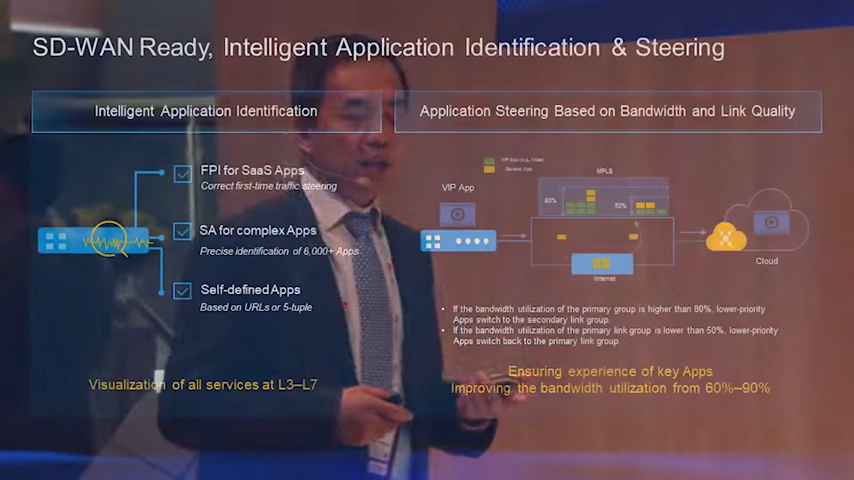 SD-WAN Ready, Intelligent Application Identification & Steering
Intelligent Application Identification
FPI for SaaS Apps
Correct first-time traffic steering
SA for complex Apps
Precise identification of 6,000+ Apps
Self-defined Apps
Based on URLs or 5-tuple
Visualization of all services at L3–L7
Application Steering Based on Bandwidth and Link Quality
VIP App (e.g., Video)
General App
MPLS
VIP App
80%
50%
Internet
Cloud
• If the bandwidth utilization of the primary group is higher than 80%, lower-priority
Apps switch to the secondary link group.
• If the bandwidth utilization of the primary link group is lower than 50%, lower-priority
Apps switch back to the primary link group.
Ensuring experience of key Apps
Improving the bandwidth utilization from 60%–90%